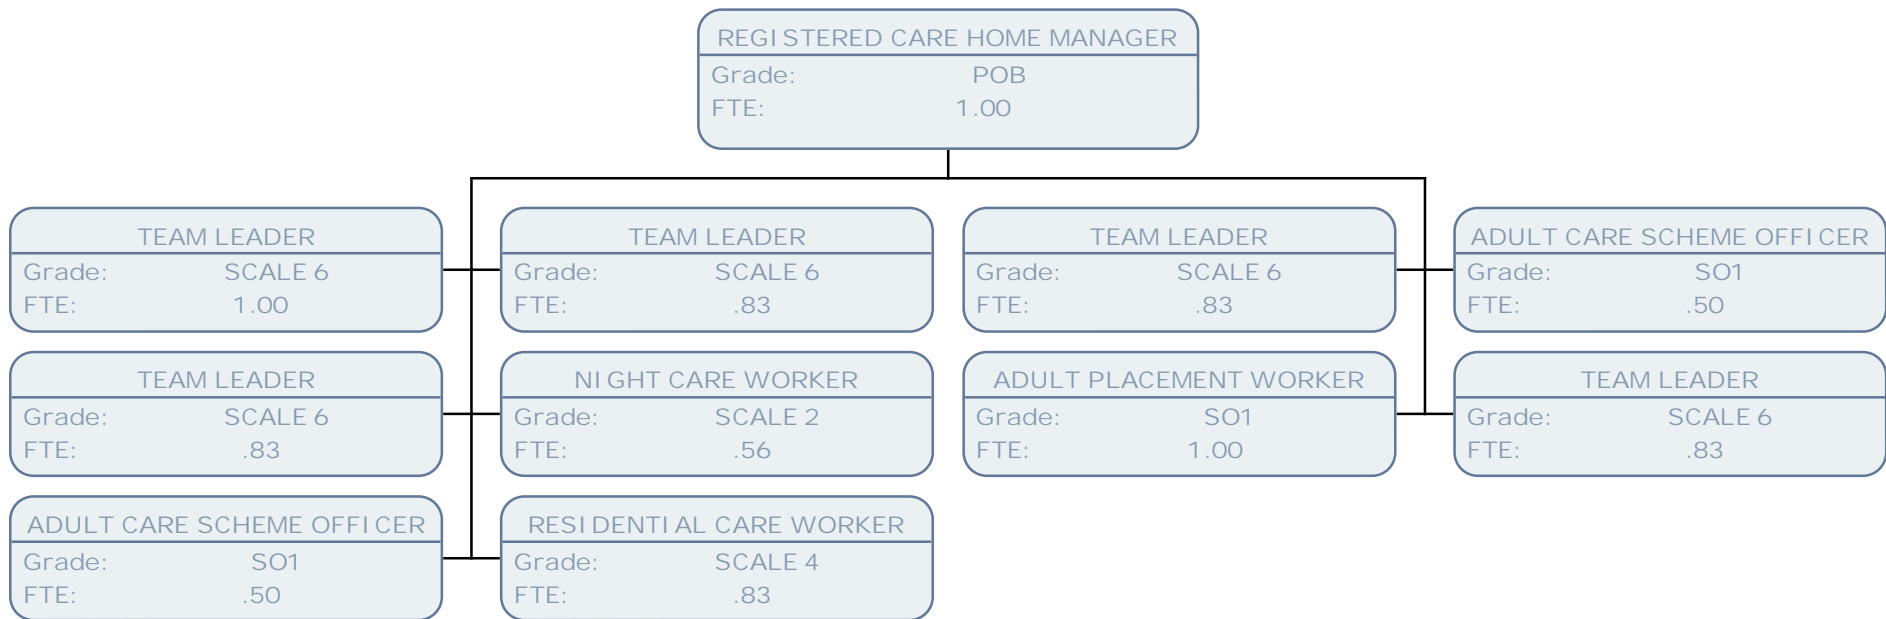 REGISTERED CARE HOME MANAGER
Grade: POB
FTE: 1.00
TEAM LEADER
Grade: SCALE 6
FTE: 1.00
TEAM LEADER
Grade: SCALE 6
FTE: .83
TEAM LEADER
Grade: SCALE 6
FTE: .83
ADULT CARE SCHEME OFFICER
Grade: SO1
FTE: .50
TEAM LEADER
Grade: SCALE 6
FTE: .83
NIGHT CARE WORKER
Grade: SCALE 2
FTE: .56
ADULT PLACEMENT WORKER
Grade: SO1
FTE: 1.00
TEAM LEADER
Grade: SCALE 6
FTE: .83
ADULT CARE SCHEME OFFICER
Grade: SO1
FTE: .50
RESIDENTIAL CARE WORKER
Grade: SCALE 4
FTE: .83